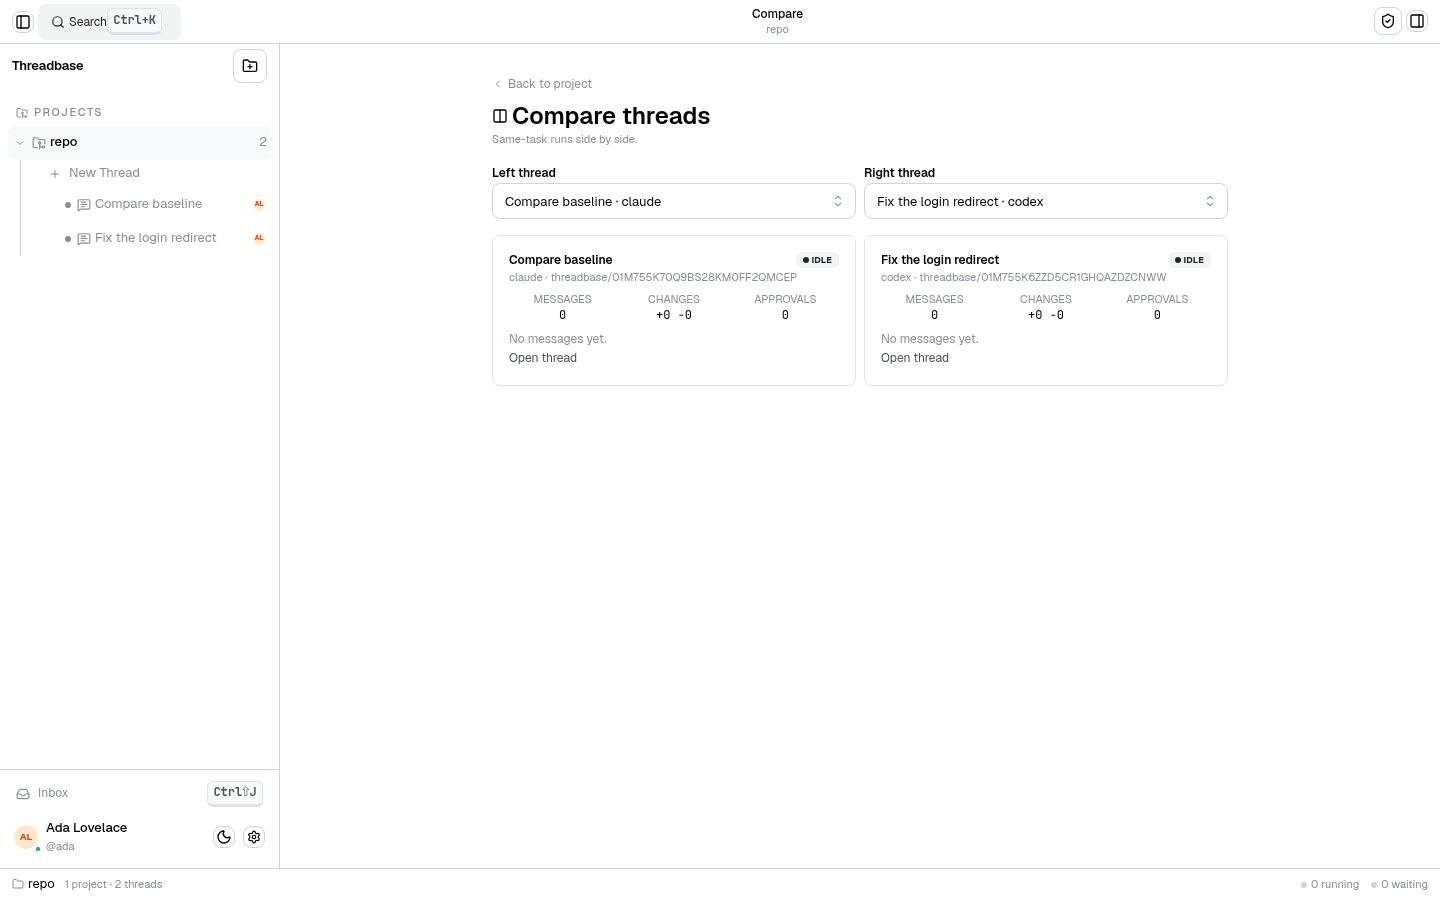 Search Ctrl+K
Compare
repo
Threadbase
PROJECTS
repo 2
New Thread
Compare baseline AL
Fix the login redirect AL
Inbox Ctrl⇧J
AL Ada Lovelace
@ada
Back to project
Compare threads
Same-task runs side by side.
Left thread
Compare baseline · claude
Right thread
Fix the login redirect · codex
Compare baseline IDLE
claude · threadbase/01M755K70Q9BS28KM0FF2QMCEP
MESSAGES CHANGES APPROVALS
0 +0 -0 0
No messages yet.
Open thread
Fix the login redirect IDLE
codex · threadbase/01M755K6ZZD5CR1GHQAZDZCNWW
MESSAGES CHANGES APPROVALS
0 +0 -0 0
No messages yet.
Open thread
repo 1 project · 2 threads
0 running 0 waiting